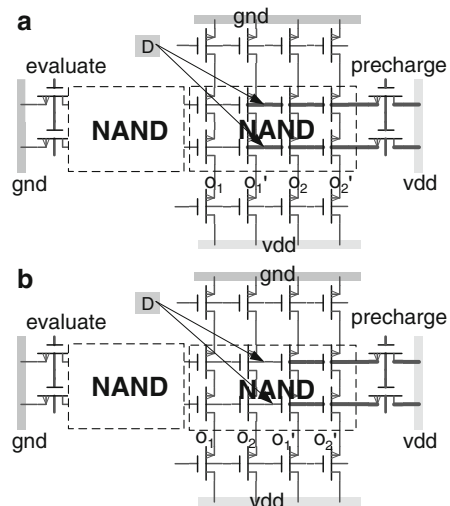 a
gnd
D
evaluate
precharge
NAND
NAND
gnd
o1 o1' o2 o2'
vdd
vdd
b
gnd
D
evaluate
precharge
NAND
NAND
gnd
o1 o2 o1' o2'
vdd
vdd